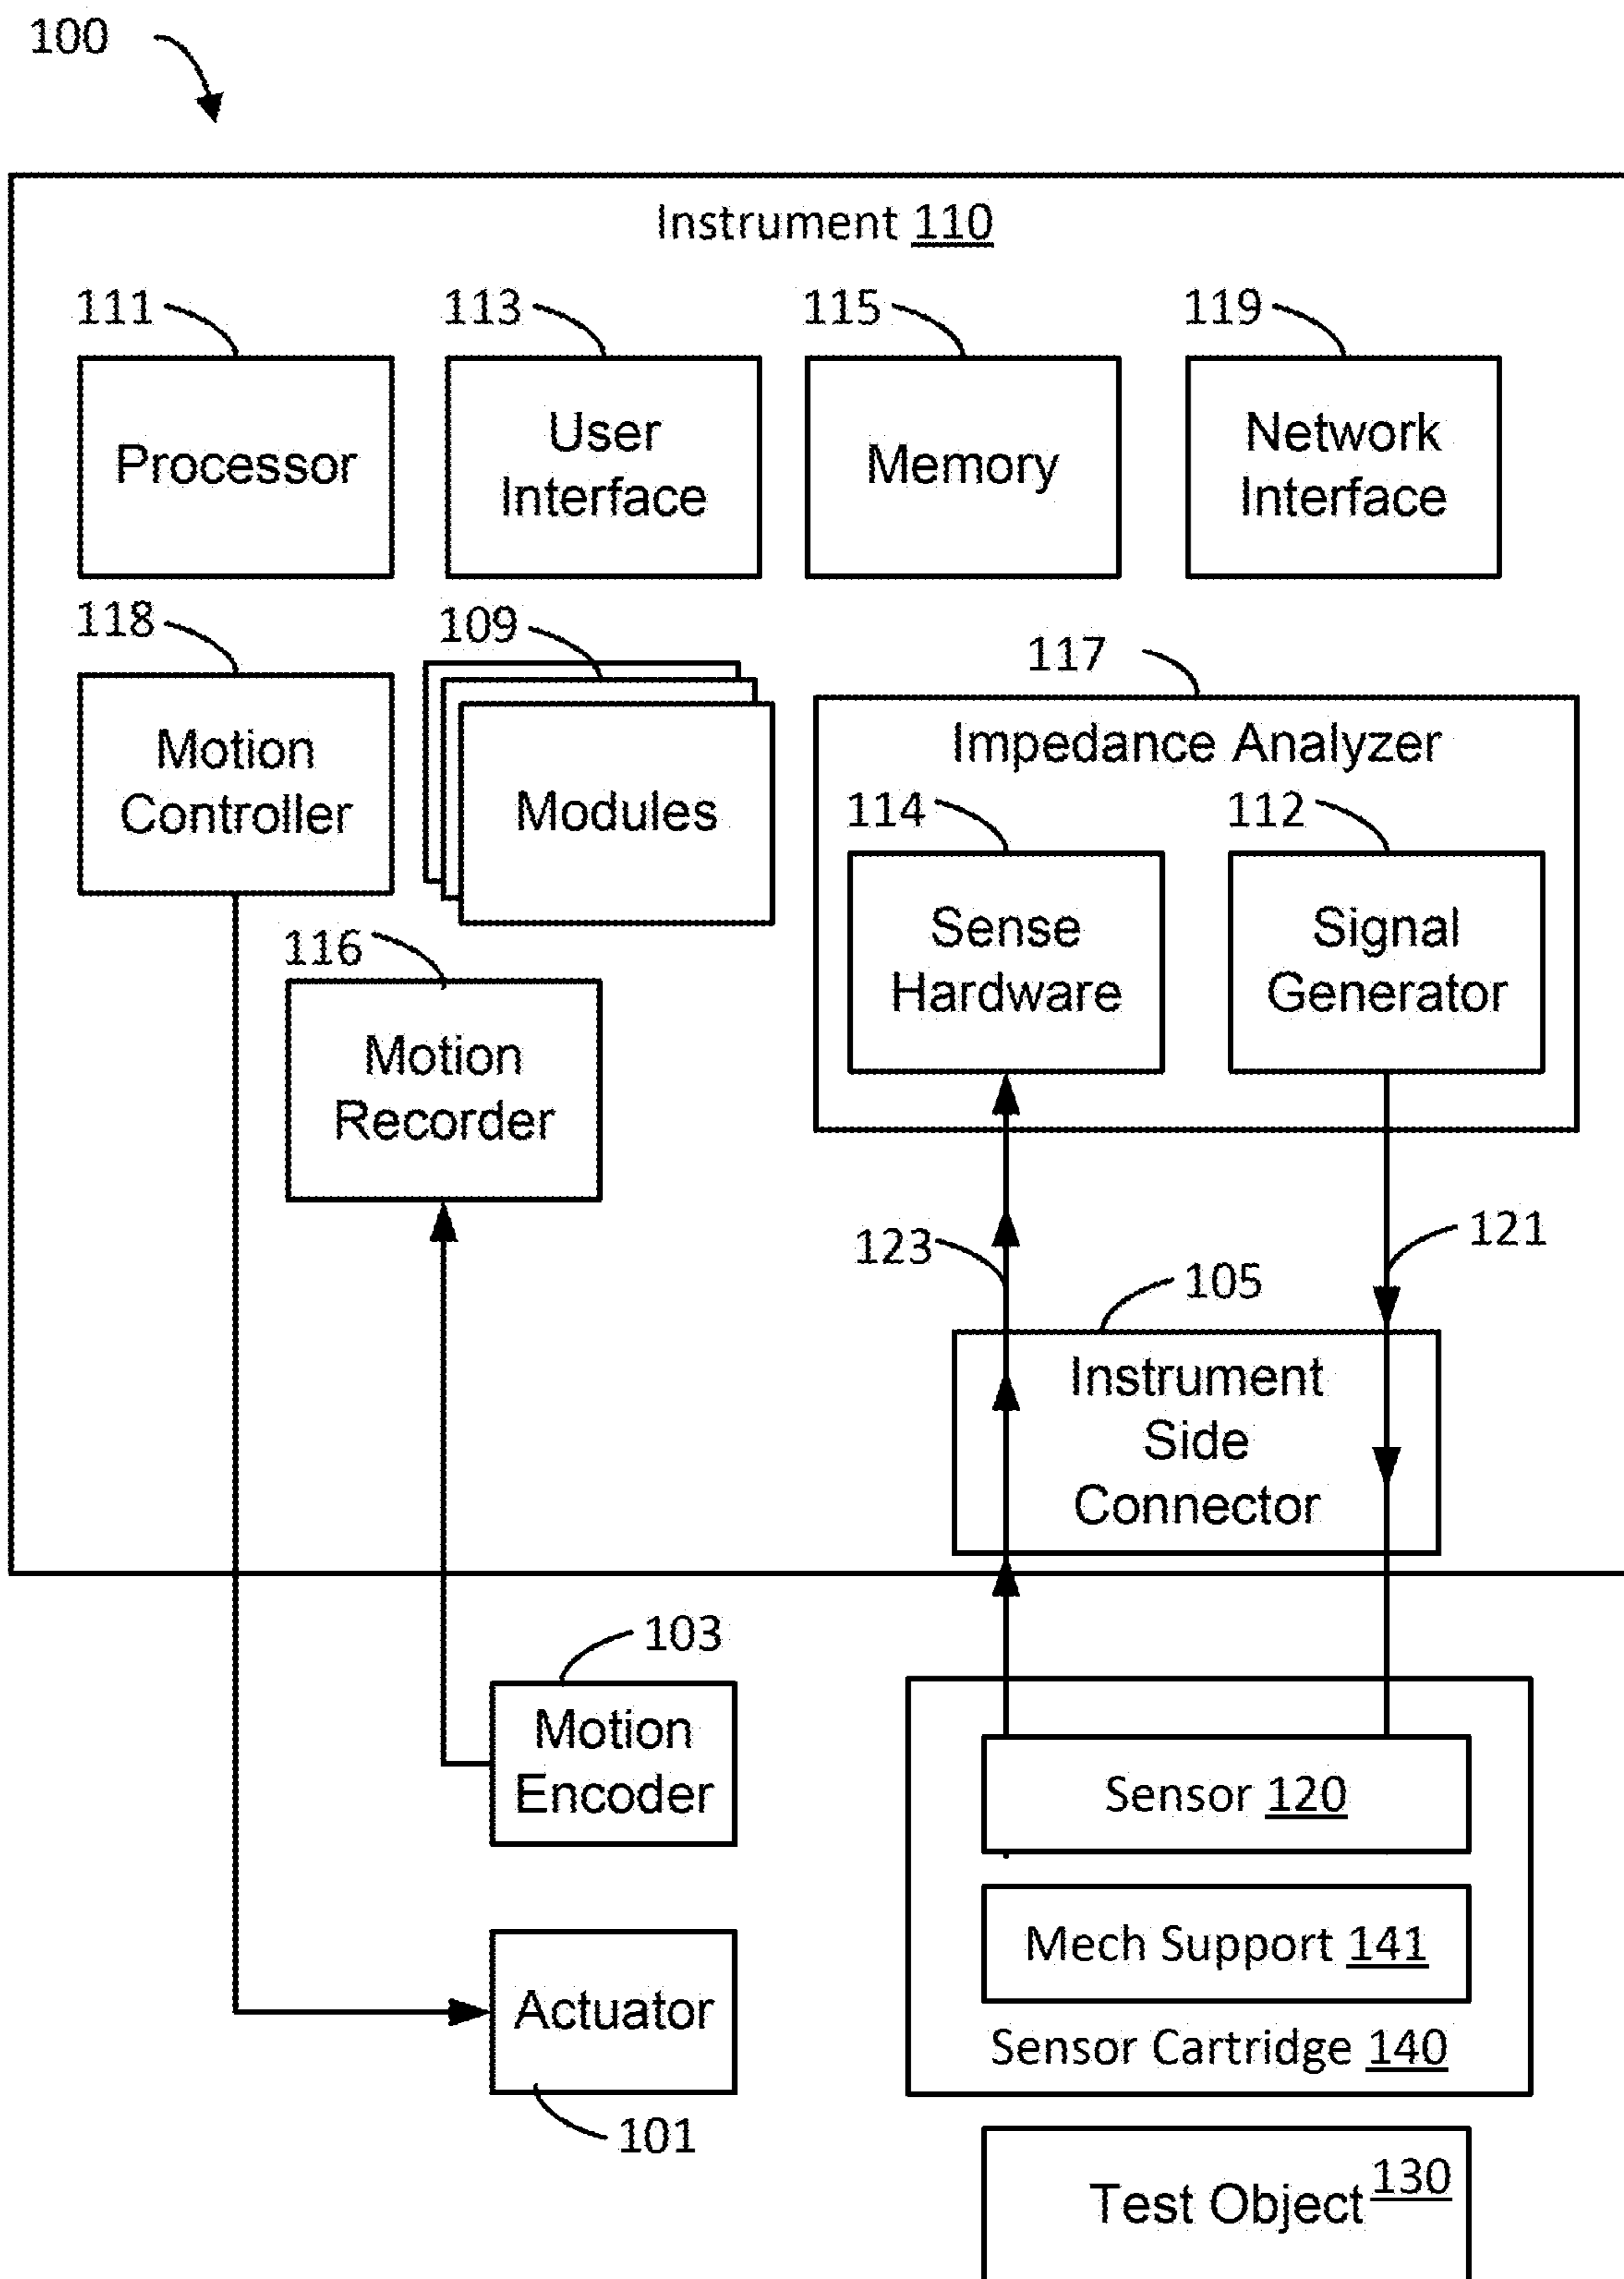 100
Instrument 110
111
113
115
119
Processor
User
Interface
Memory
Network
Interface
118
109
117
Motion
Controller
Modules
Impedance Analyzer
114
112
Sense
Hardware
Signal
Generator
116
Motion
Recorder
123
121
105
Instrument
Side
Connector
103
Motion
Encoder
Sensor 120
Mech Support 141
Actuator
Sensor Cartridge 140
101
Test Object 130